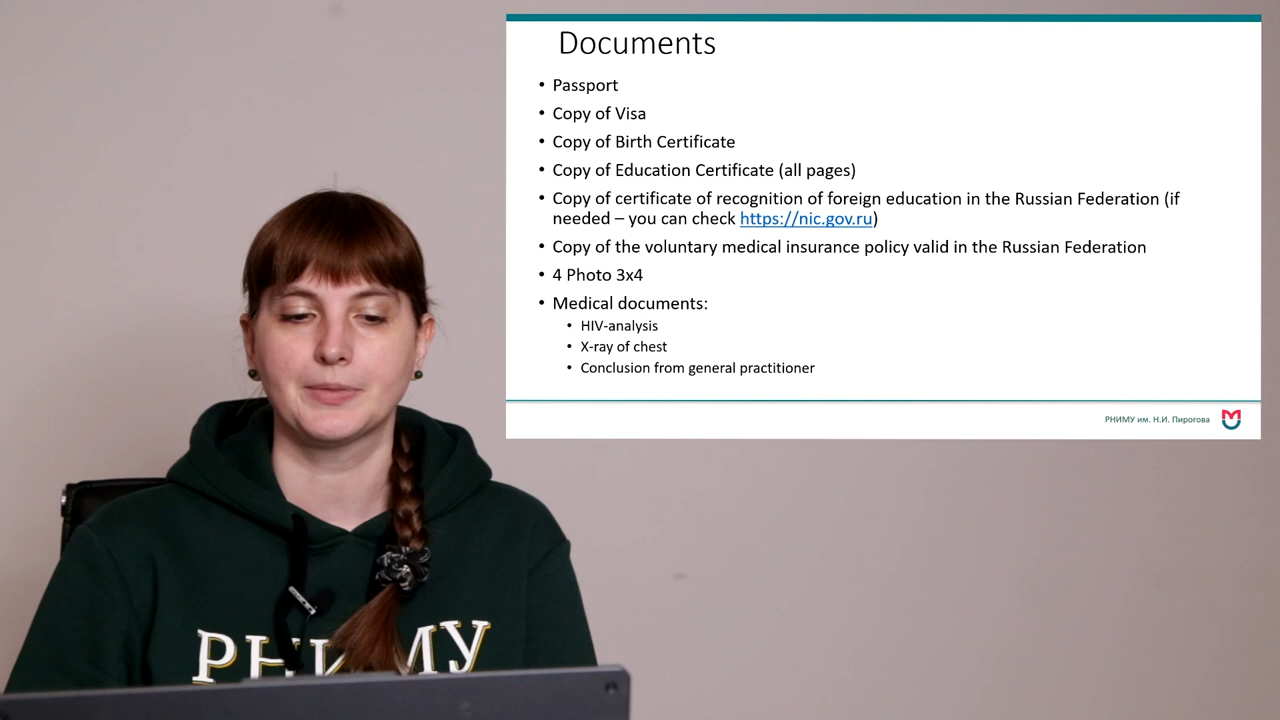 Documents
• Passport
• Copy of Visa
• Copy of Birth Certificate
• Copy of Education Certificate (all pages)
• Copy of certificate of recognition of foreign education in the Russian Federation (if
needed – you can check https://nic.gov.ru)
• Copy of the voluntary medical insurance policy valid in the Russian Federation
• 4 Photo 3x4
• Medical documents:
• HIV-analysis
• X-ray of chest
• Conclusion from general practitioner
РНИМУ им. Н.И. Пирогова
РНИМУ